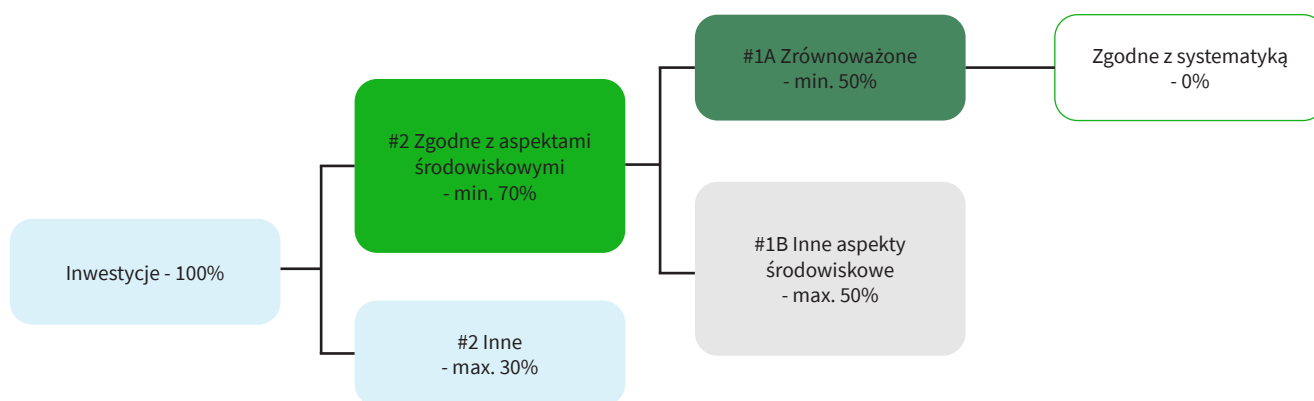 Inwestycje - 100%
#2 Zgodne z aspektami
środowiskowymi
- min. 70%
#2 Inne
- max. 30%
#1A Zrównoważone
- min. 50%
#1B Inne aspekty
środowiskowe
- max. 50%
Zgodne z systematyką
- 0%